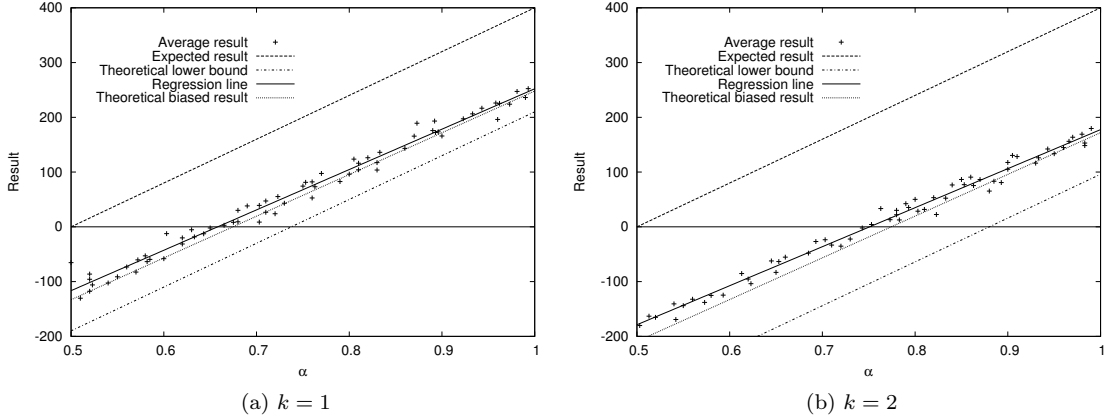 400
300
200
100
0
-100
-200
Result
Average result
Expected result
Theoretical lower bound
Regression line
Theoretical biased result
0.5
0.6
0.7
0.8
0.9
1
α
(a) k = 1
400
300
200
100
0
-100
-200
Result
Average result
Expected result
Theoretical lower bound
Regression line
Theoretical biased result
0.5
0.6
0.7
0.8
0.9
1
α
(b) k = 2